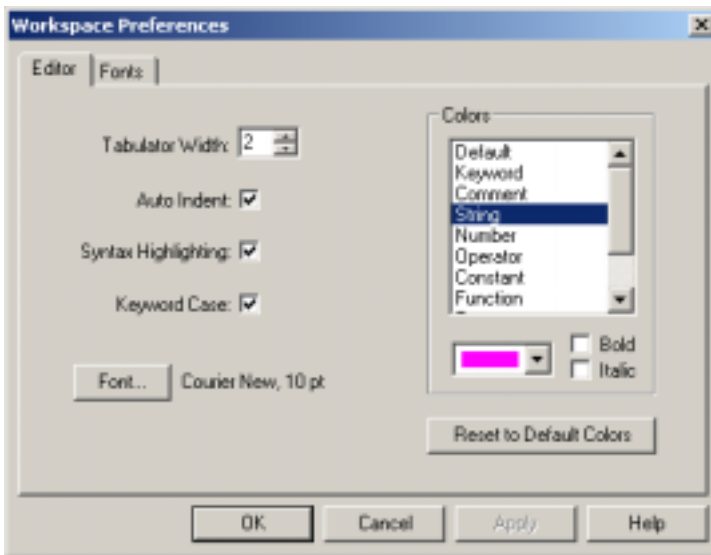 Workspace Preferences
Editor
Fonts
Tabulator Width:
2
Auto Indent:
Syntax Highlighting:
Keyword Case:
Font...
Courier New, 10 pt
Colors
Default
Keyword
Comment
String
Number
Operator
Constant
Function
Bold
Italic
Reset to Default Colors
OK
Cancel
Apply
Help